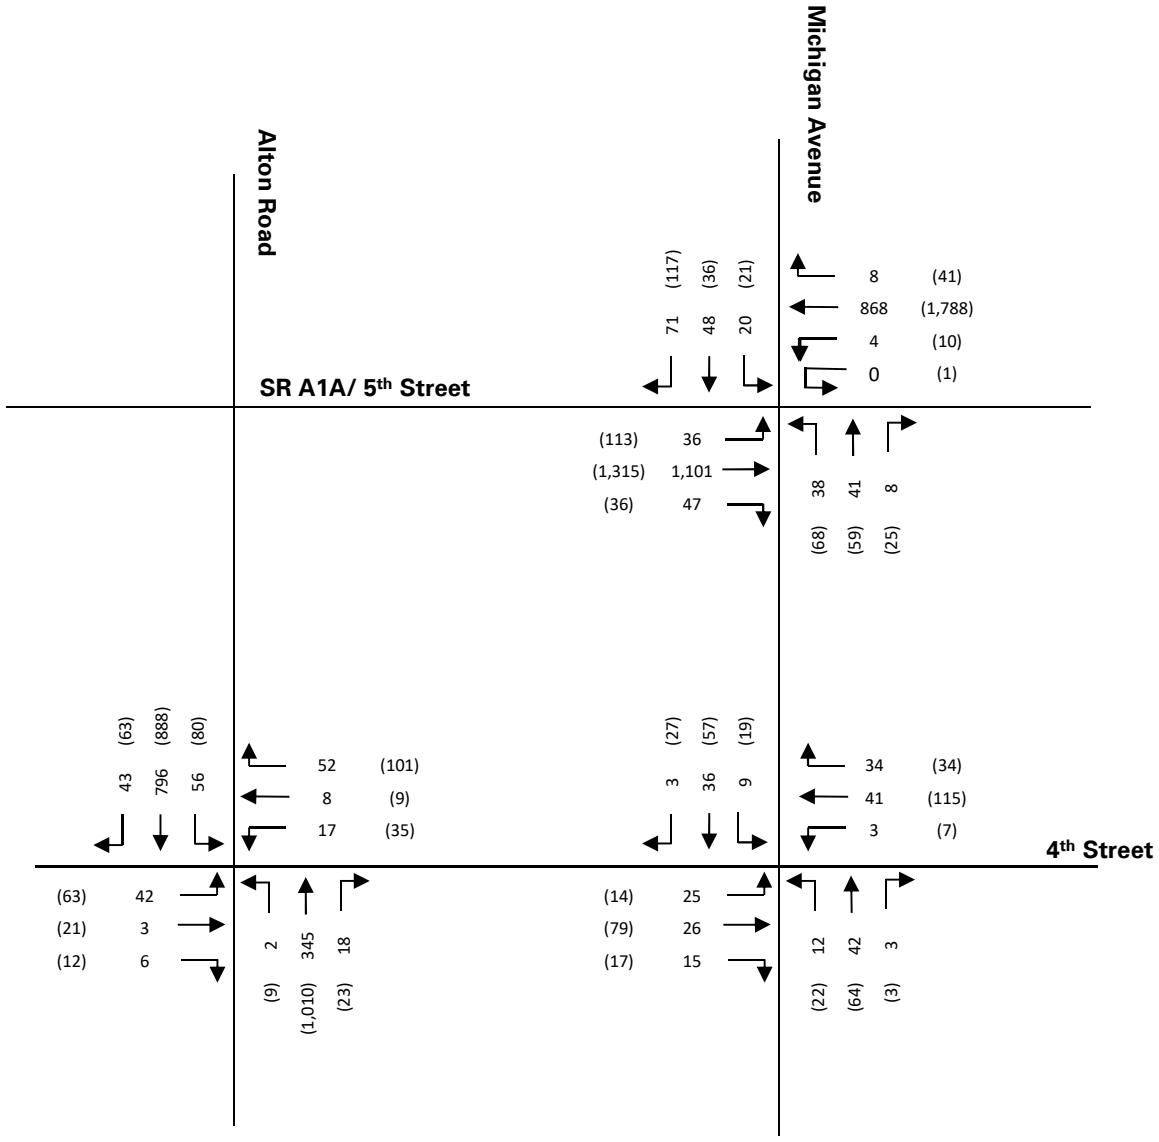 Michigan Avenue
Alton Road
(117) (36) (21)
71 48 20
8 (41)
868 (1,788)
4 (10)
0 (1)
SR A1A/ 5th Street
(113) 36
(1,315) 1,101
(36) 47
38 41 8
(68) (59) (25)
(63) (888) (80)
43 796 56
52 (101)
8 (9)
17 (35)
(27) (57) (19)
3 36 9
34 (34)
41 (115)
3 (7)
4th Street
(63) 42
(21) 3
(12) 6
2 345 18
(9) (1,010) (23)
(14) 25
(79) 26
(17) 15
12 42 3
(22) (64) (3)